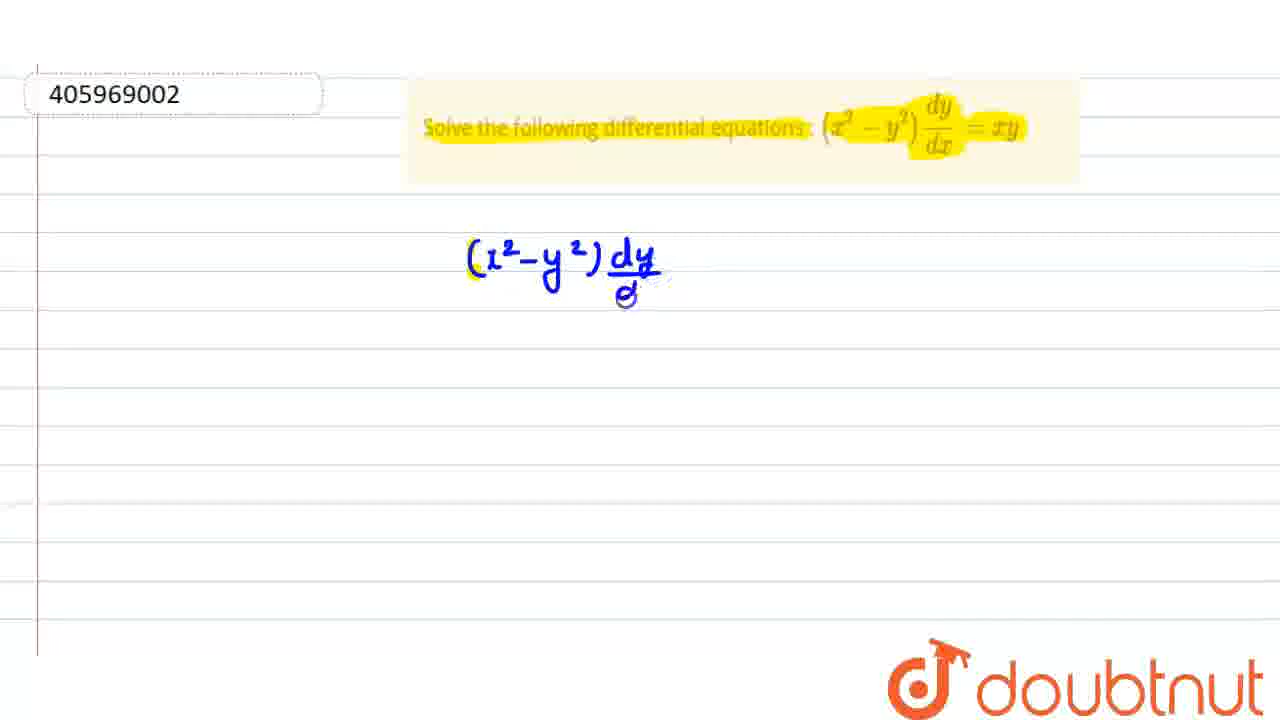 405969002
Solve the following differential equations : (x² − y²) dy/dx = xy
(x² − y²) dy/d
doubtnut